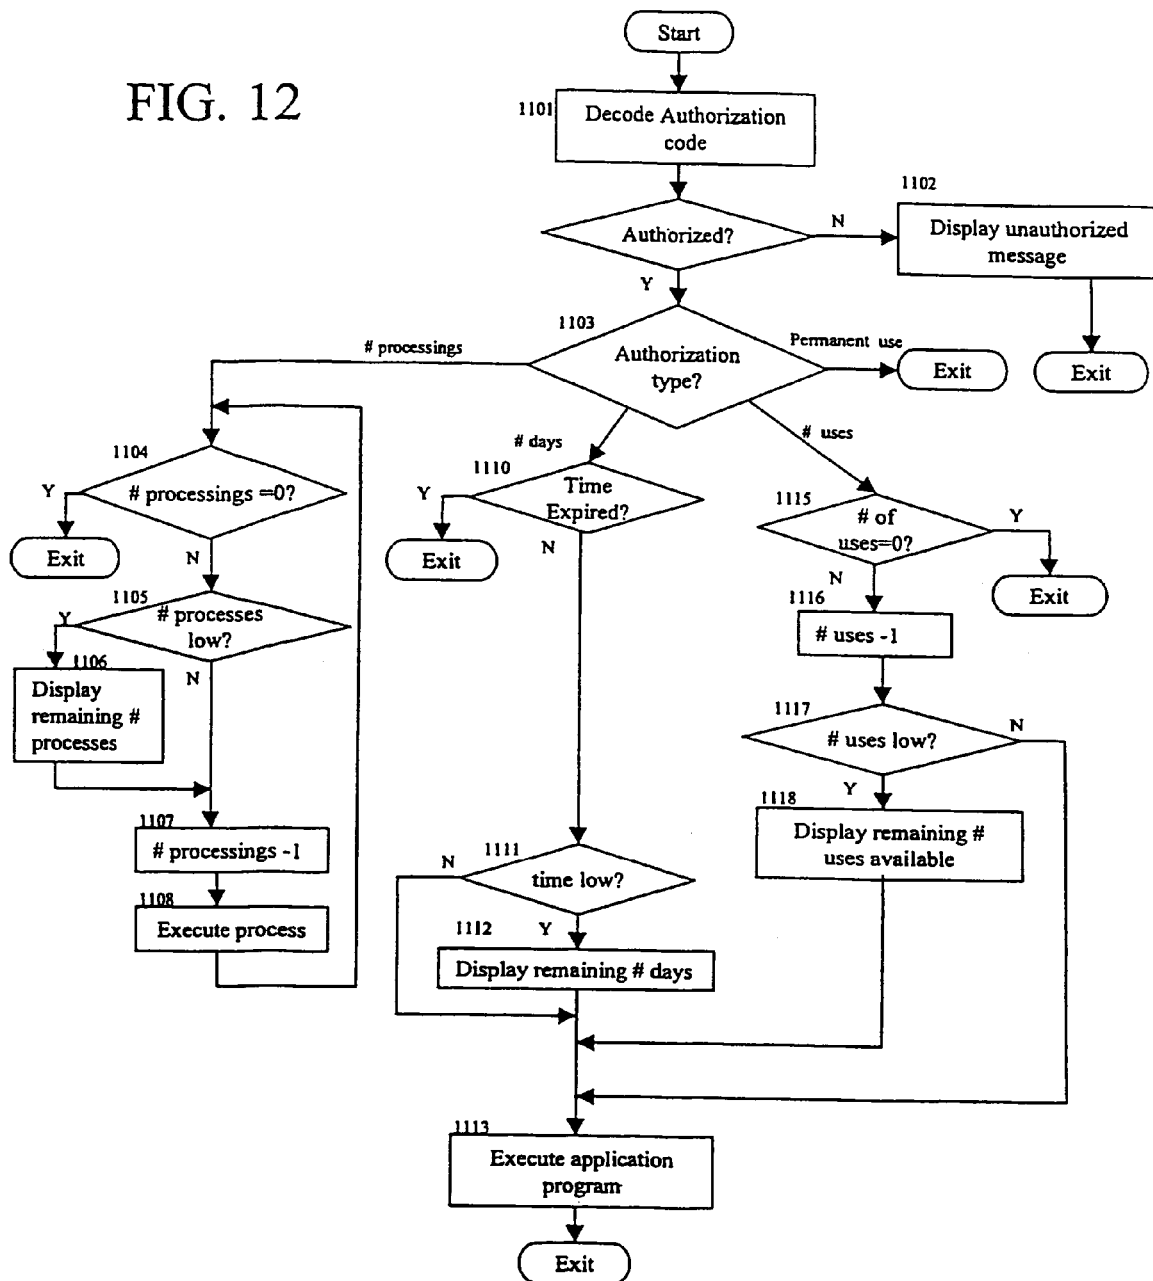 FIG. 12
Start
1101
Decode Authorization
code
1102
Authorized?
N
Display unauthorized
message
Y
1103
# processings
Authorization
type?
Permanent use
Exit
Exit
# days
# uses
1104
# processings =0?
Y
Exit
N
1110
Time
Expired?
Y
Exit
N
1115
# of
uses=0?
Y
Exit
N
1105
# processes
low?
Y
N
1106
Display
remaining #
processes
1116
# uses -1
1117
# uses low?
N
Y
1107
# processings -1
1118
Display remaining #
uses available
1108
Execute process
1111
time low?
N
Y
1112
Display remaining # days
1113
Execute application
program
Exit